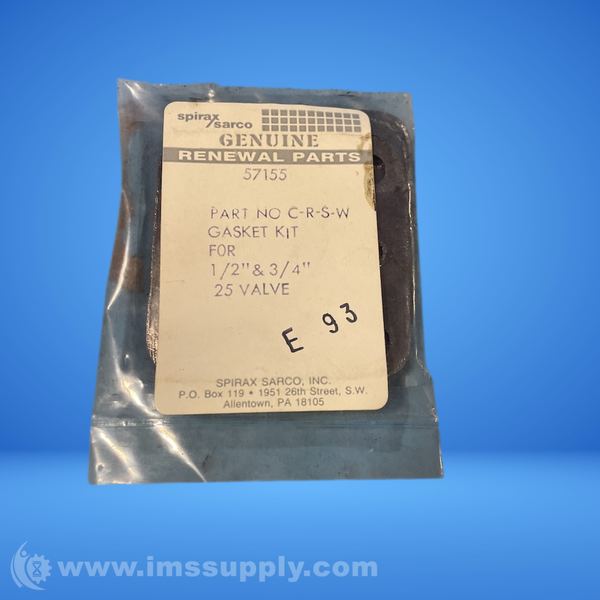 spirax
sarco
GENUINE
RENEWAL PARTS
57155
PART NO C-R-S-W
GASKET KIT
FOR
1/2" & 3/4"
25 VALVE
E 93
SPIRAX SARCO, INC.
P.O. Box 119 • 1951 26th Street, S.W.
Allentown, PA 18105
www.imssupply.com